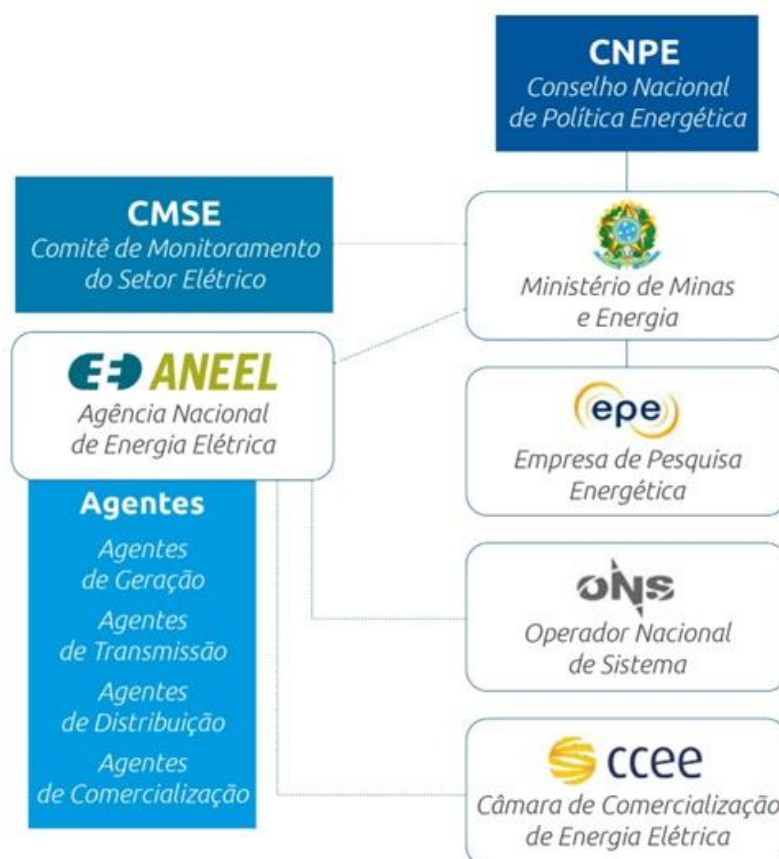 CNPE
Conselho Nacional
de Política Energética
CMSE
Comitê de Monitoramento
do Setor Elétrico
Ministério de Minas
e Energia
ANEEL
Agência Nacional
de Energia Elétrica
epe
Empresa de Pesquisa
Energética
Agentes
Agentes
de Geração
Agentes
de Transmissão
Agentes
de Distribuição
Agentes
de Comercialização
ONS
Operador Nacional
de Sistema
ccee
Câmara de Comercialização
de Energia Elétrica